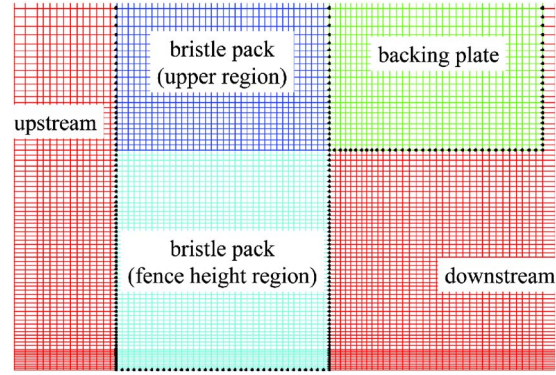 bristle pack
(upper region)
backing plate
upstream
bristle pack
(fence height region)
downstream